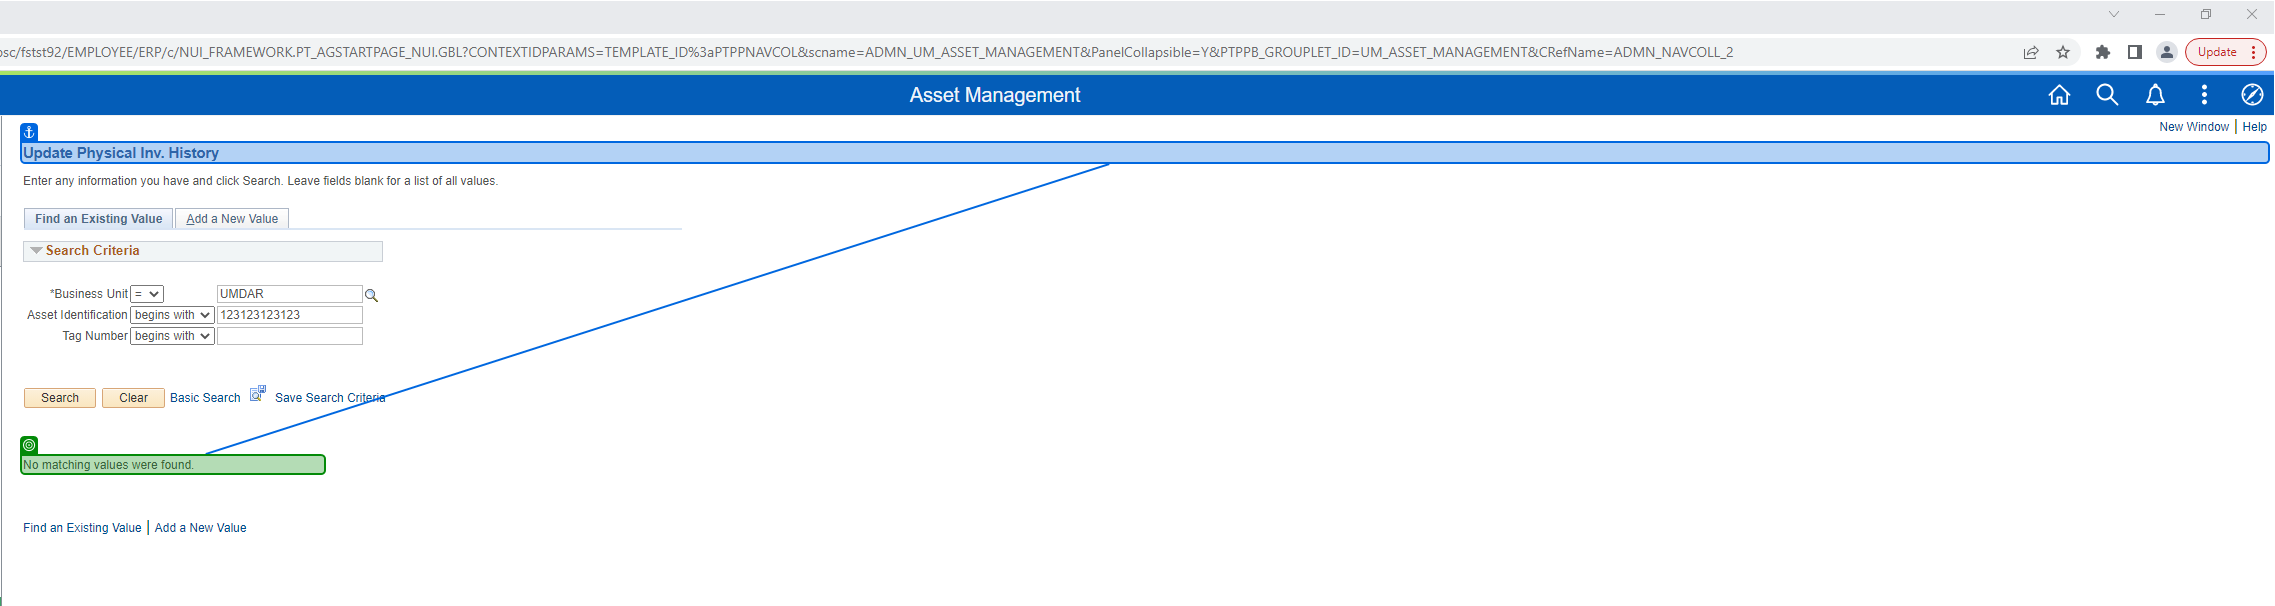 osc/fstst92/EMPLOYEE/ERP/c/NUI_FRAMEWORK.PT_AGSTARTPAGE_NUI.GBL?CONTEXTIDPARAMS=TEMPLATE_ID%3aPTPPNAVCOL&scname=ADMN_UM_ASSET_MANAGEMENT&PanelCollapsible=Y&PTPPB_GROUPLET_ID=UM_ASSET_MANAGEMENT&CRefName=ADMN_NAVCOLL_2
Update
Asset Management
New Window | Help
Update Physical Inv. History
Enter any information you have and click Search. Leave fields blank for a list of all values.
Find an Existing Value
Add a New Value
Search Criteria
*Business Unit = UMDAR
Asset Identification begins with 123123123123
Tag Number begins with
Search Clear Basic Search Save Search Criteria
No matching values were found.
Find an Existing Value | Add a New Value